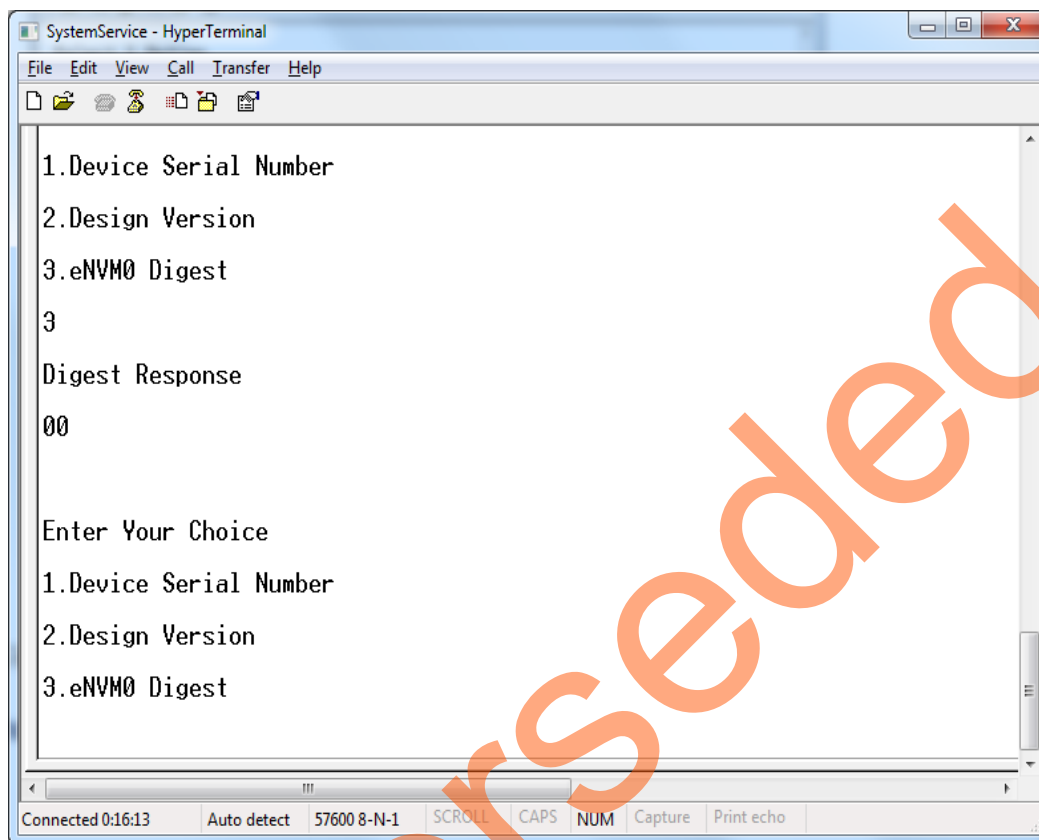 SystemService - HyperTerminal
File Edit View Call Transfer Help
1.Device Serial Number
2.Design Version
3.eNVM0 Digest
3
Digest Response
00
Enter Your Choice
1.Device Serial Number
2.Design Version
3.eNVM0 Digest
Connected 0:16:13 Auto detect 57600 8-N-1 SCROLL CAPS NUM Capture Print echo
erseded